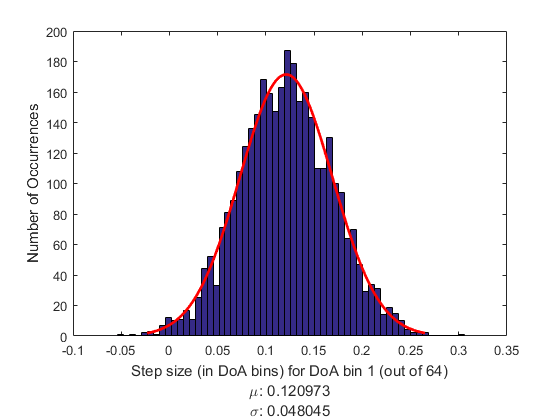 200
180
160
140
120
100
80
60
40
20
0
Number of Occurrences
-0.1 -0.05 0 0.05 0.1 0.15 0.2 0.25 0.3 0.35
Step size (in DoA bins) for DoA bin 1 (out of 64)
μ: 0.120973
σ: 0.048045